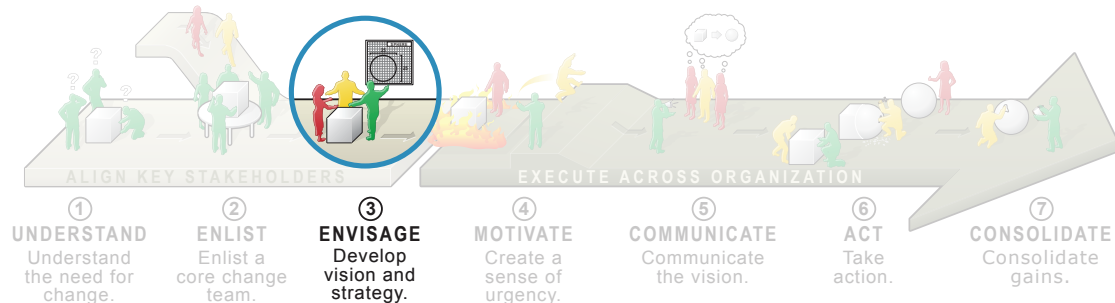 ? ? ?
ALIGN KEY STAKEHOLDERS
EXECUTE ACROSS ORGANIZATION
1 2 3 4 5 6 7
UNDERSTAND
Understand
the need for
change.
ENLIST
Enlist a
core change
team.
ENVISAGE
Develop
vision and
strategy.
MOTIVATE
Create a
sense of
urgency.
COMMUNICATE
Communicate
the vision.
ACT
Take
action.
CONSOLIDATE
Consolidate
gains.